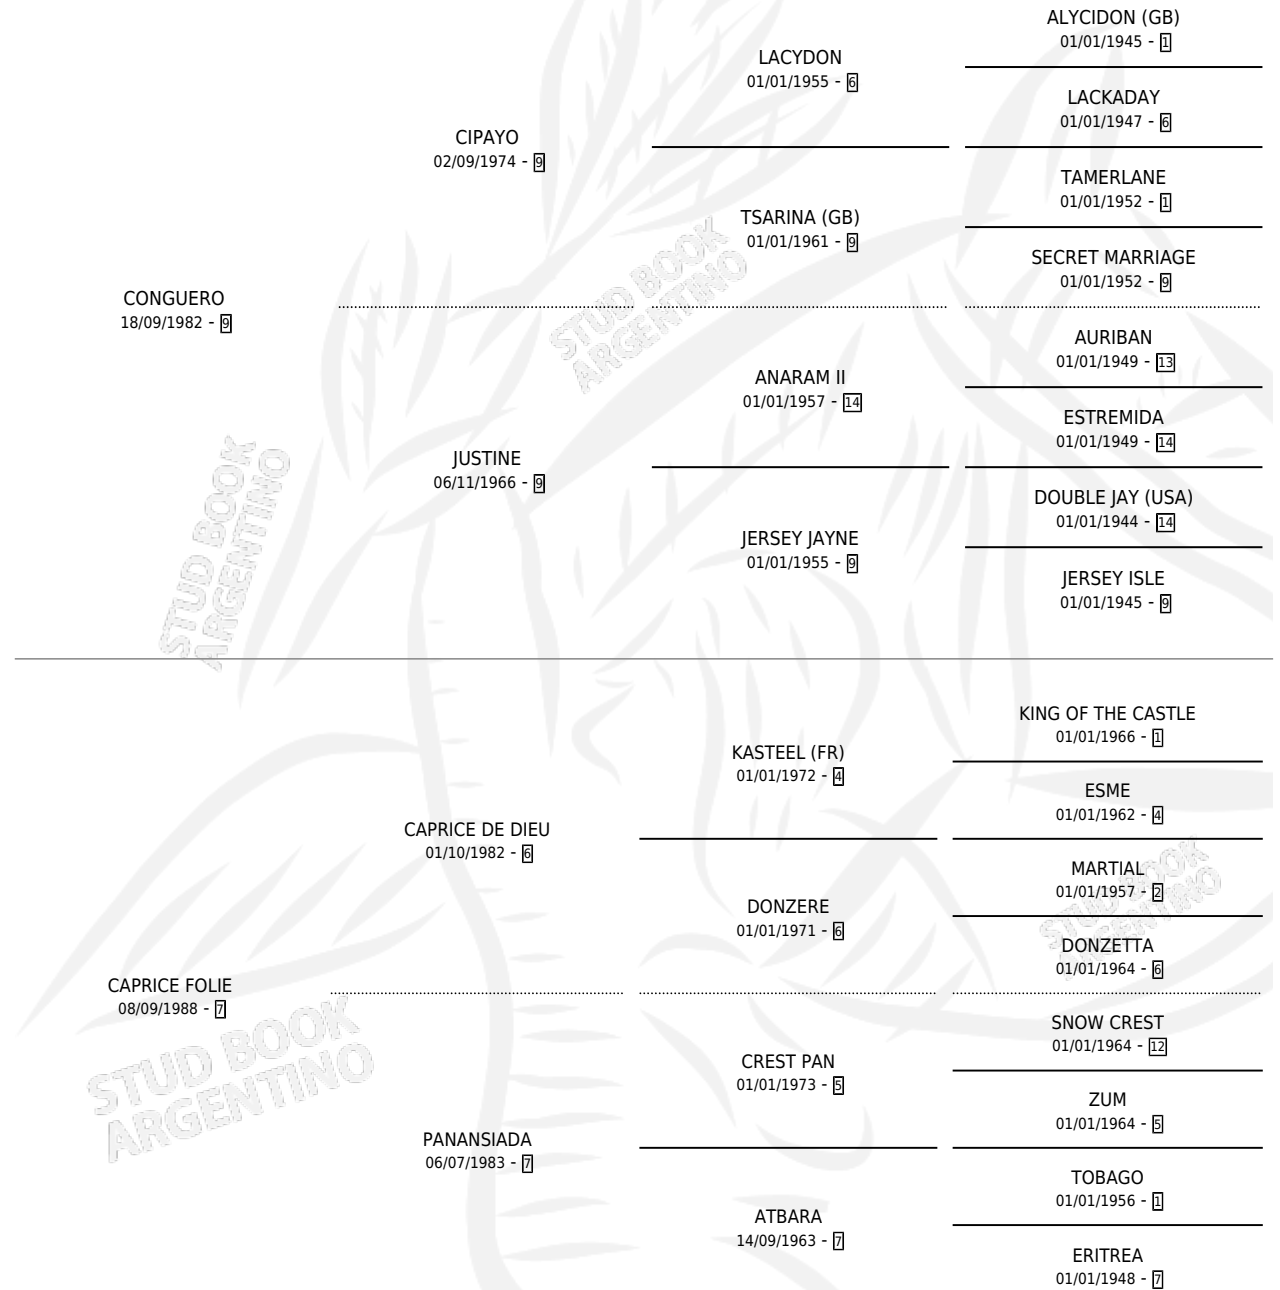 ALYCIDON (GB)
01/01/1945 - 1
LACYDON
01/01/1955 - 6
LACKADAY
01/01/1947 - 6
CIPAYO
02/09/1974 - 9
TAMERLANE
01/01/1952 - 1
TSARINA (GB)
01/01/1961 - 9
SECRET MARRIAGE
01/01/1952 - 9
CONGUERO
18/09/1982 - 9
STUD BOOK
ARGENTINO
AURIBAN
01/01/1949 - 13
ANARAM II
01/01/1957 - 14
ESTREMIDA
01/01/1949 - 14
JUSTINE
06/11/1966 - 9
DOUBLE JAY (USA)
01/01/1944 - 14
JERSEY JAYNE
01/01/1955 - 9
JERSEY ISLE
01/01/1945 - 9
STUD BOOK
ARGENTINO
KING OF THE CASTLE
01/01/1966 - 1
KASTEEL (FR)
01/01/1972 - 4
ESME
01/01/1962 - 4
CAPRICE DE DIEU
01/10/1982 - 6
MARTIAL
01/01/1957 - 2
DONZERE
01/01/1971 - 6
DONZETTA
01/01/1964 - 6
STUD BOOK
ARGENTINO
CAPRICE FOLIE
08/09/1988 - 7
SNOW CREST
01/01/1964 - 12
CREST PAN
01/01/1973 - 5
ZUM
01/01/1964 - 5
STUD BOOK
ARGENTINO
PANANSIADA
06/07/1983 - 7
TOBAGO
01/01/1956 - 1
ATBARA
14/09/1963 - 7
ERITREA
01/01/1948 - 7